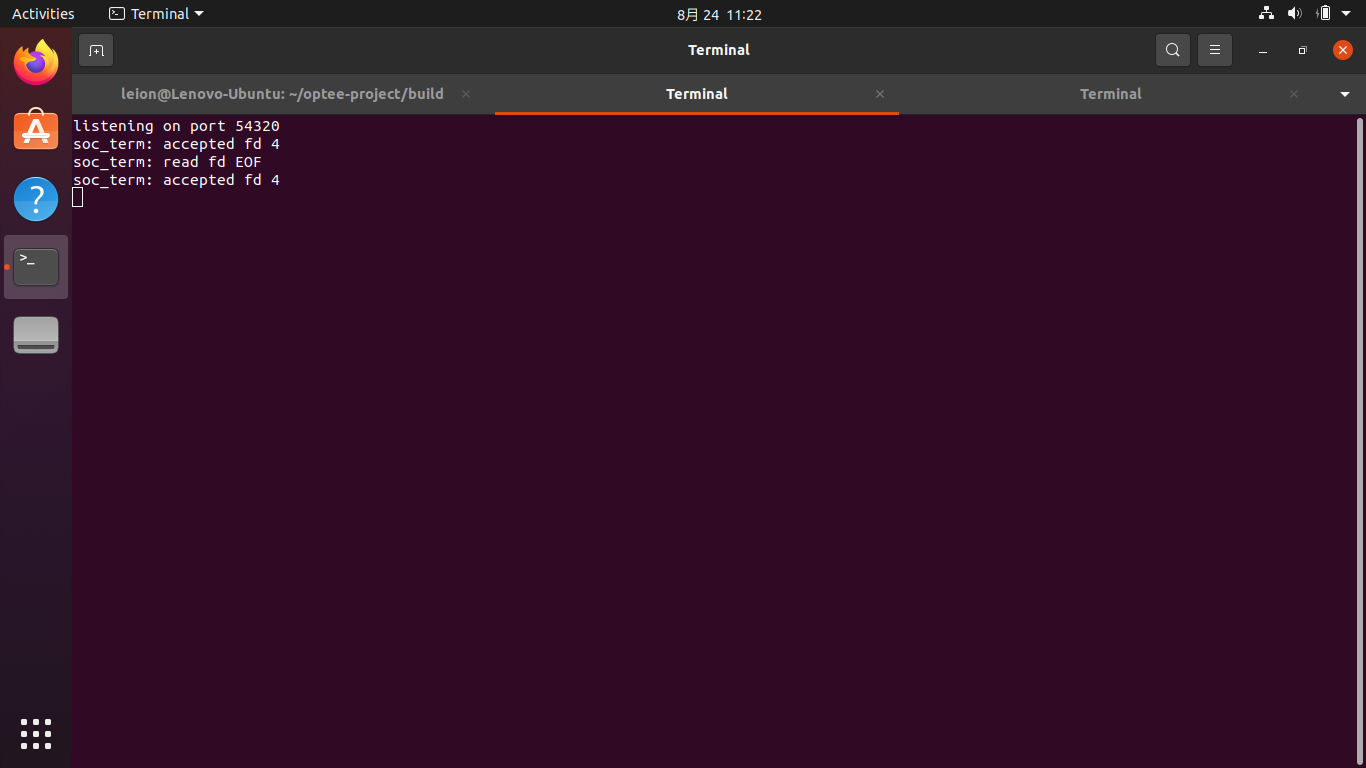 Activities Terminal 8月 24 11:22
Terminal
leion@Lenovo-Ubuntu: ~/optee-project/build Terminal Terminal
listening on port 54320
soc_term: accepted fd 4
soc_term: read fd EOF
soc_term: accepted fd 4